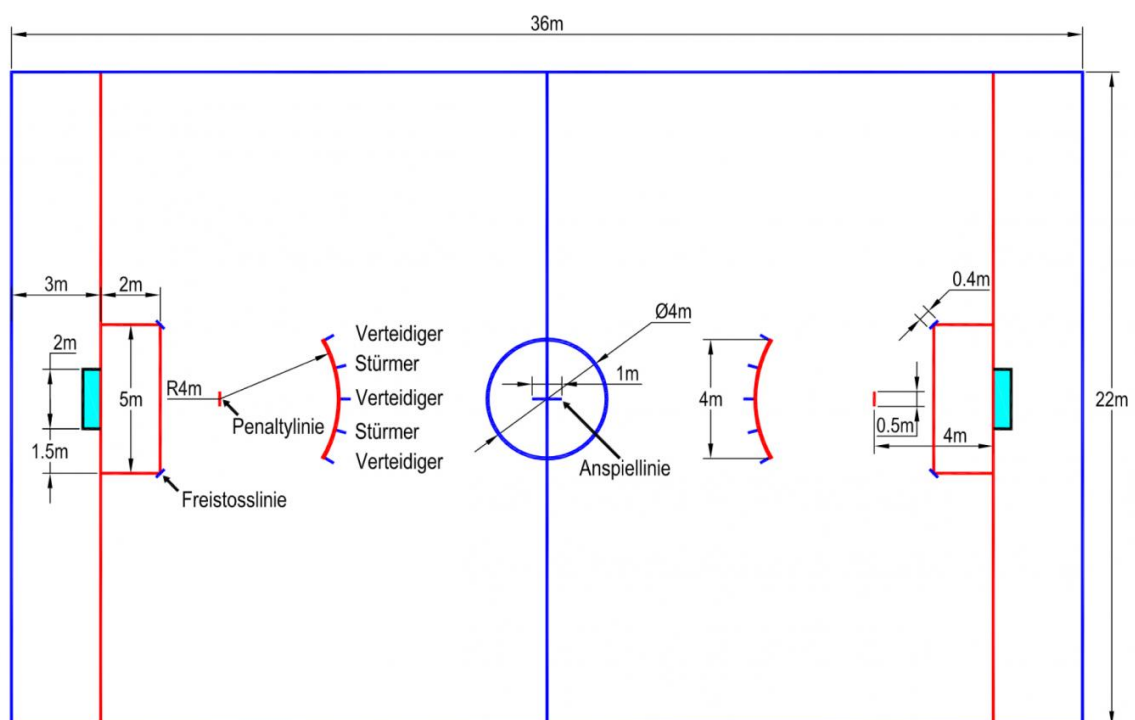 36m
3m
2m
0.4m
Ø4m
Verteidiger
2m
Stürmer
1m
R4m
5m
Verteidiger
4m
22m
Penaltylinie
0.5m
Stürmer
4m
1.5m
Verteidiger
Anspiellinie
Freistosslinie